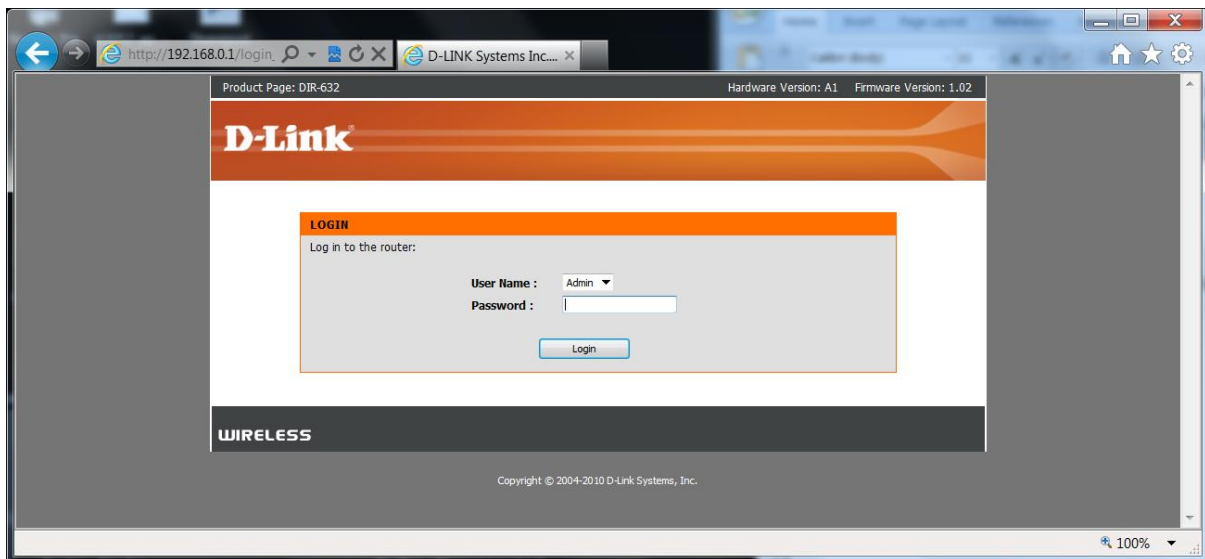 http://192.168.0.1/login_
D-LINK Systems Inc....
Product Page: DIR-632
Hardware Version: A1 Firmware Version: 1.02
D-Link
LOGIN
Log in to the router:
User Name : Admin
Password :
Login
WIRELESS
Copyright © 2004-2010 D-Link Systems, Inc.
100%